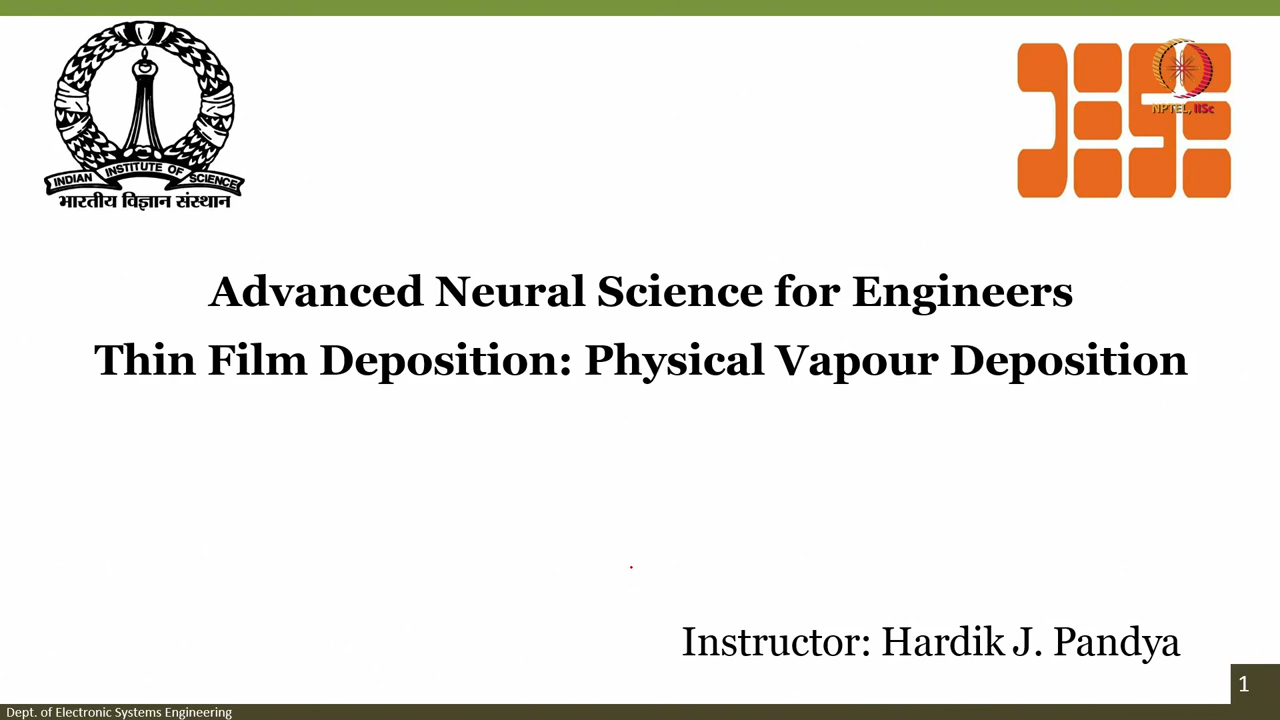 INDIAN INSTITUTE OF SCIENCE
भारतीय विज्ञान संस्थान
NPTEL, IISc
Advanced Neural Science for Engineers
Thin Film Deposition: Physical Vapour Deposition
Instructor: Hardik J. Pandya
1
Dept. of Electronic Systems Engineering